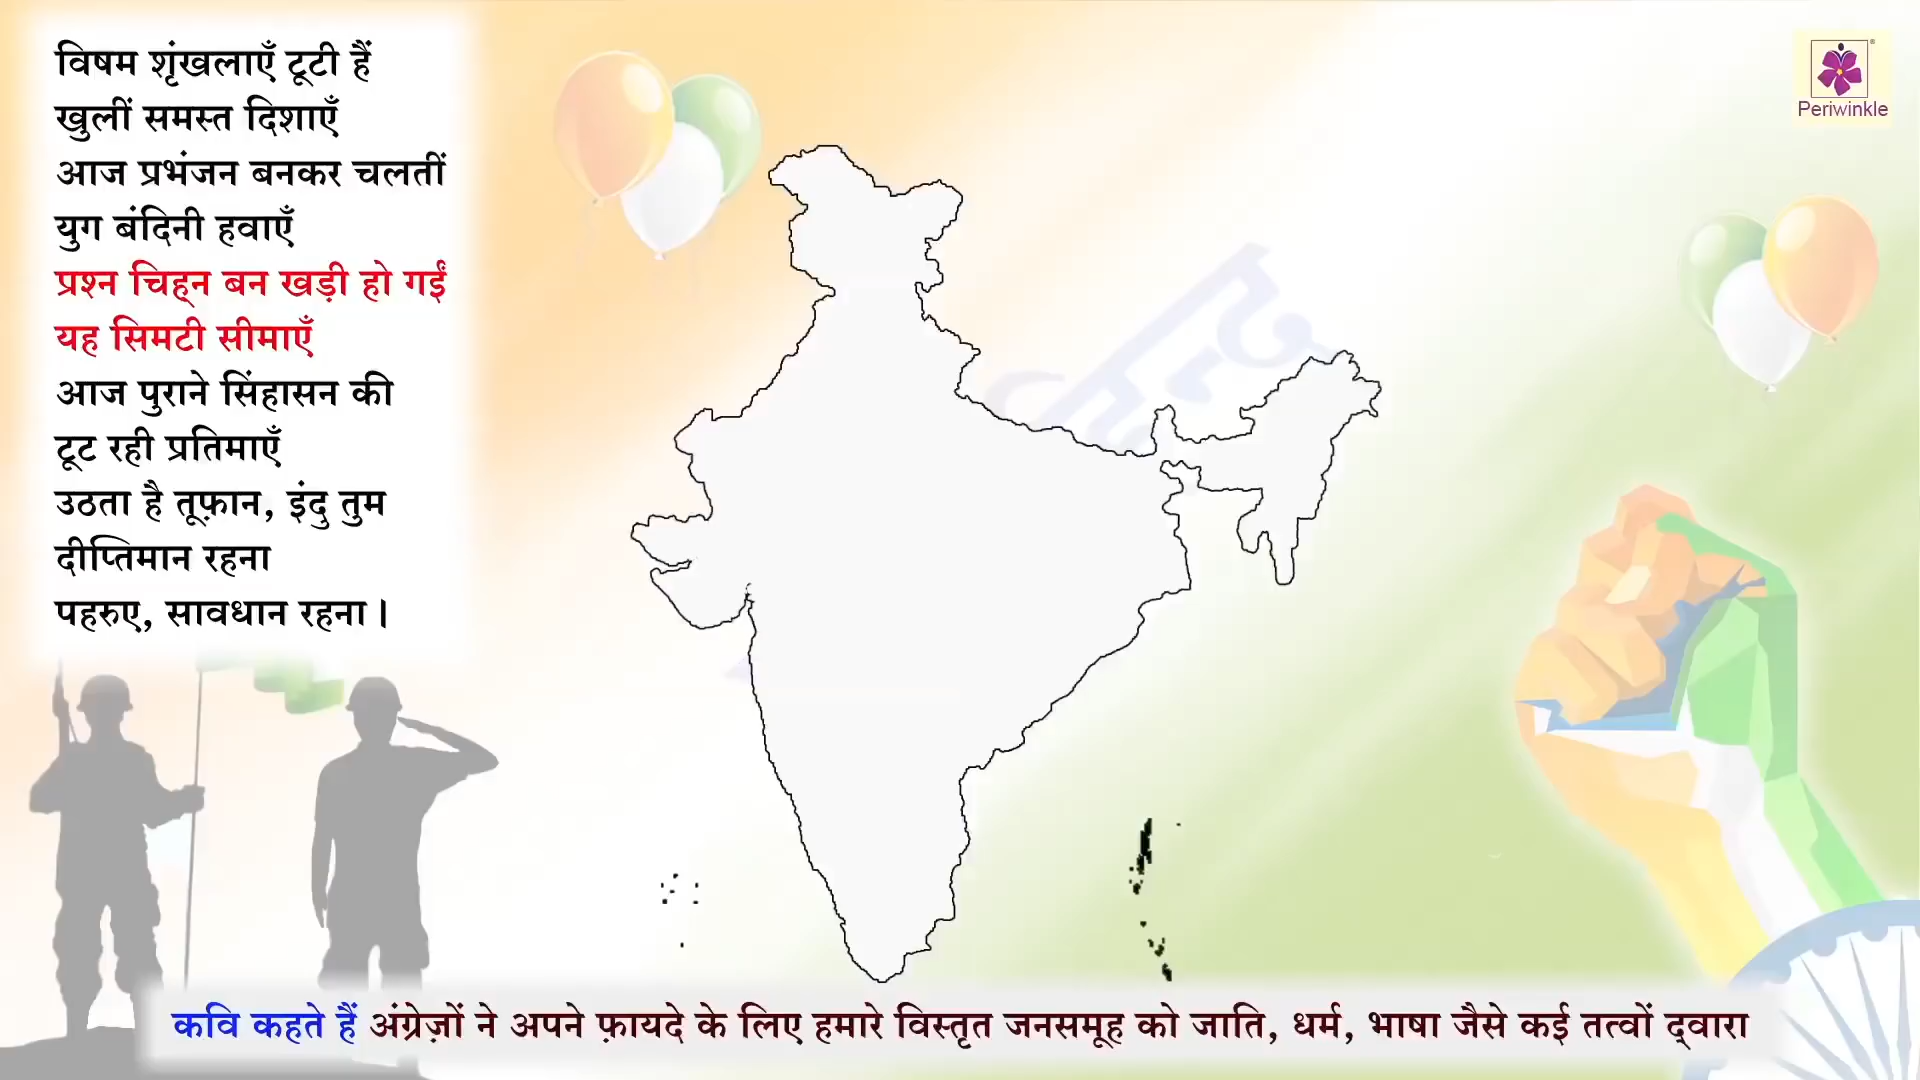 विषम शृंखलाएँ टूटी हैं
खुलीं समस्त दिशाएँ
आज प्रभंजन बनकर चलतीं
युग बंदिनी हवाएँ
प्रश्न चिह्न बन खड़ी हो गईं
यह सिमटी सीमाएँ
आज पुराने सिंहासन की
टूट रही प्रतिमाएँ
उठता है तूफ़ान, इंदु तुम
दीप्तिमान रहना
पहरुए, सावधान रहना।
Periwinkle
कवि कहते हैं अंग्रेज़ों ने अपने फ़ायदे के लिए हमारे विस्तृत जनसमूह को जाति, धर्म, भाषा जैसे कई तत्वों द्वारा